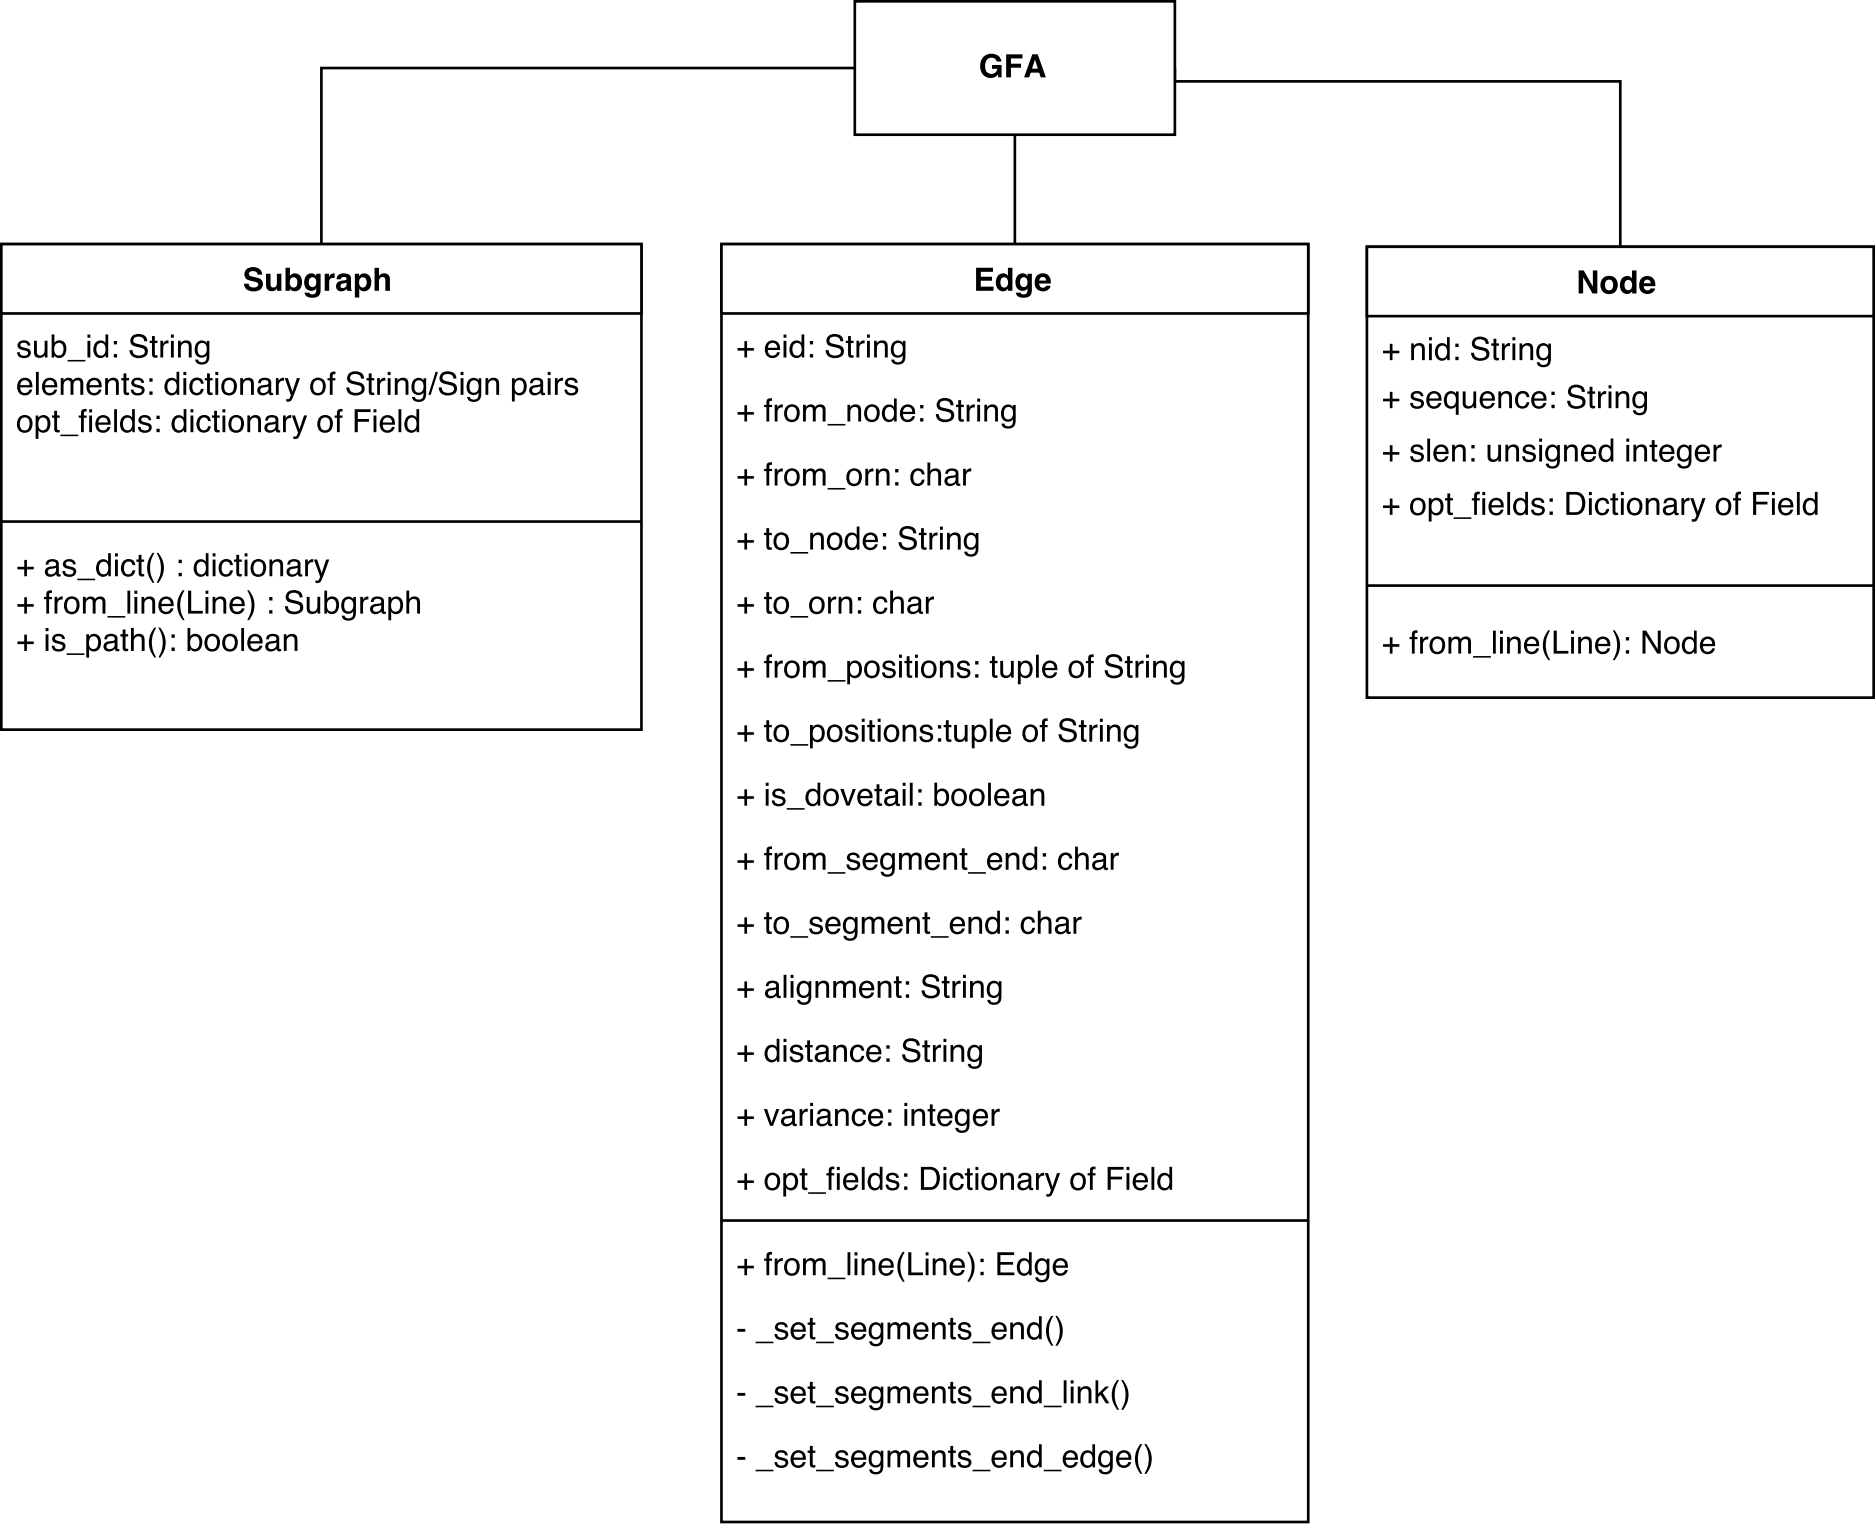 GFA
Subgraph
sub_id: String
elements: dictionary of String/Sign pairs
opt_fields: dictionary of Field
+ as_dict() : dictionary
+ from_line(Line) : Subgraph
+ is_path(): boolean
Edge
+ eid: String
+ from_node: String
+ from_orn: char
+ to_node: String
+ to_orn: char
+ from_positions: tuple of String
+ to_positions:tuple of String
+ is_dovetail: boolean
+ from_segment_end: char
+ to_segment_end: char
+ alignment: String
+ distance: String
+ variance: integer
+ opt_fields: Dictionary of Field
+ from_line(Line): Edge
- _set_segments_end()
- _set_segments_end_link()
- _set_segments_end_edge()
Node
+ nid: String
+ sequence: String
+ slen: unsigned integer
+ opt_fields: Dictionary of Field
+ from_line(Line): Node